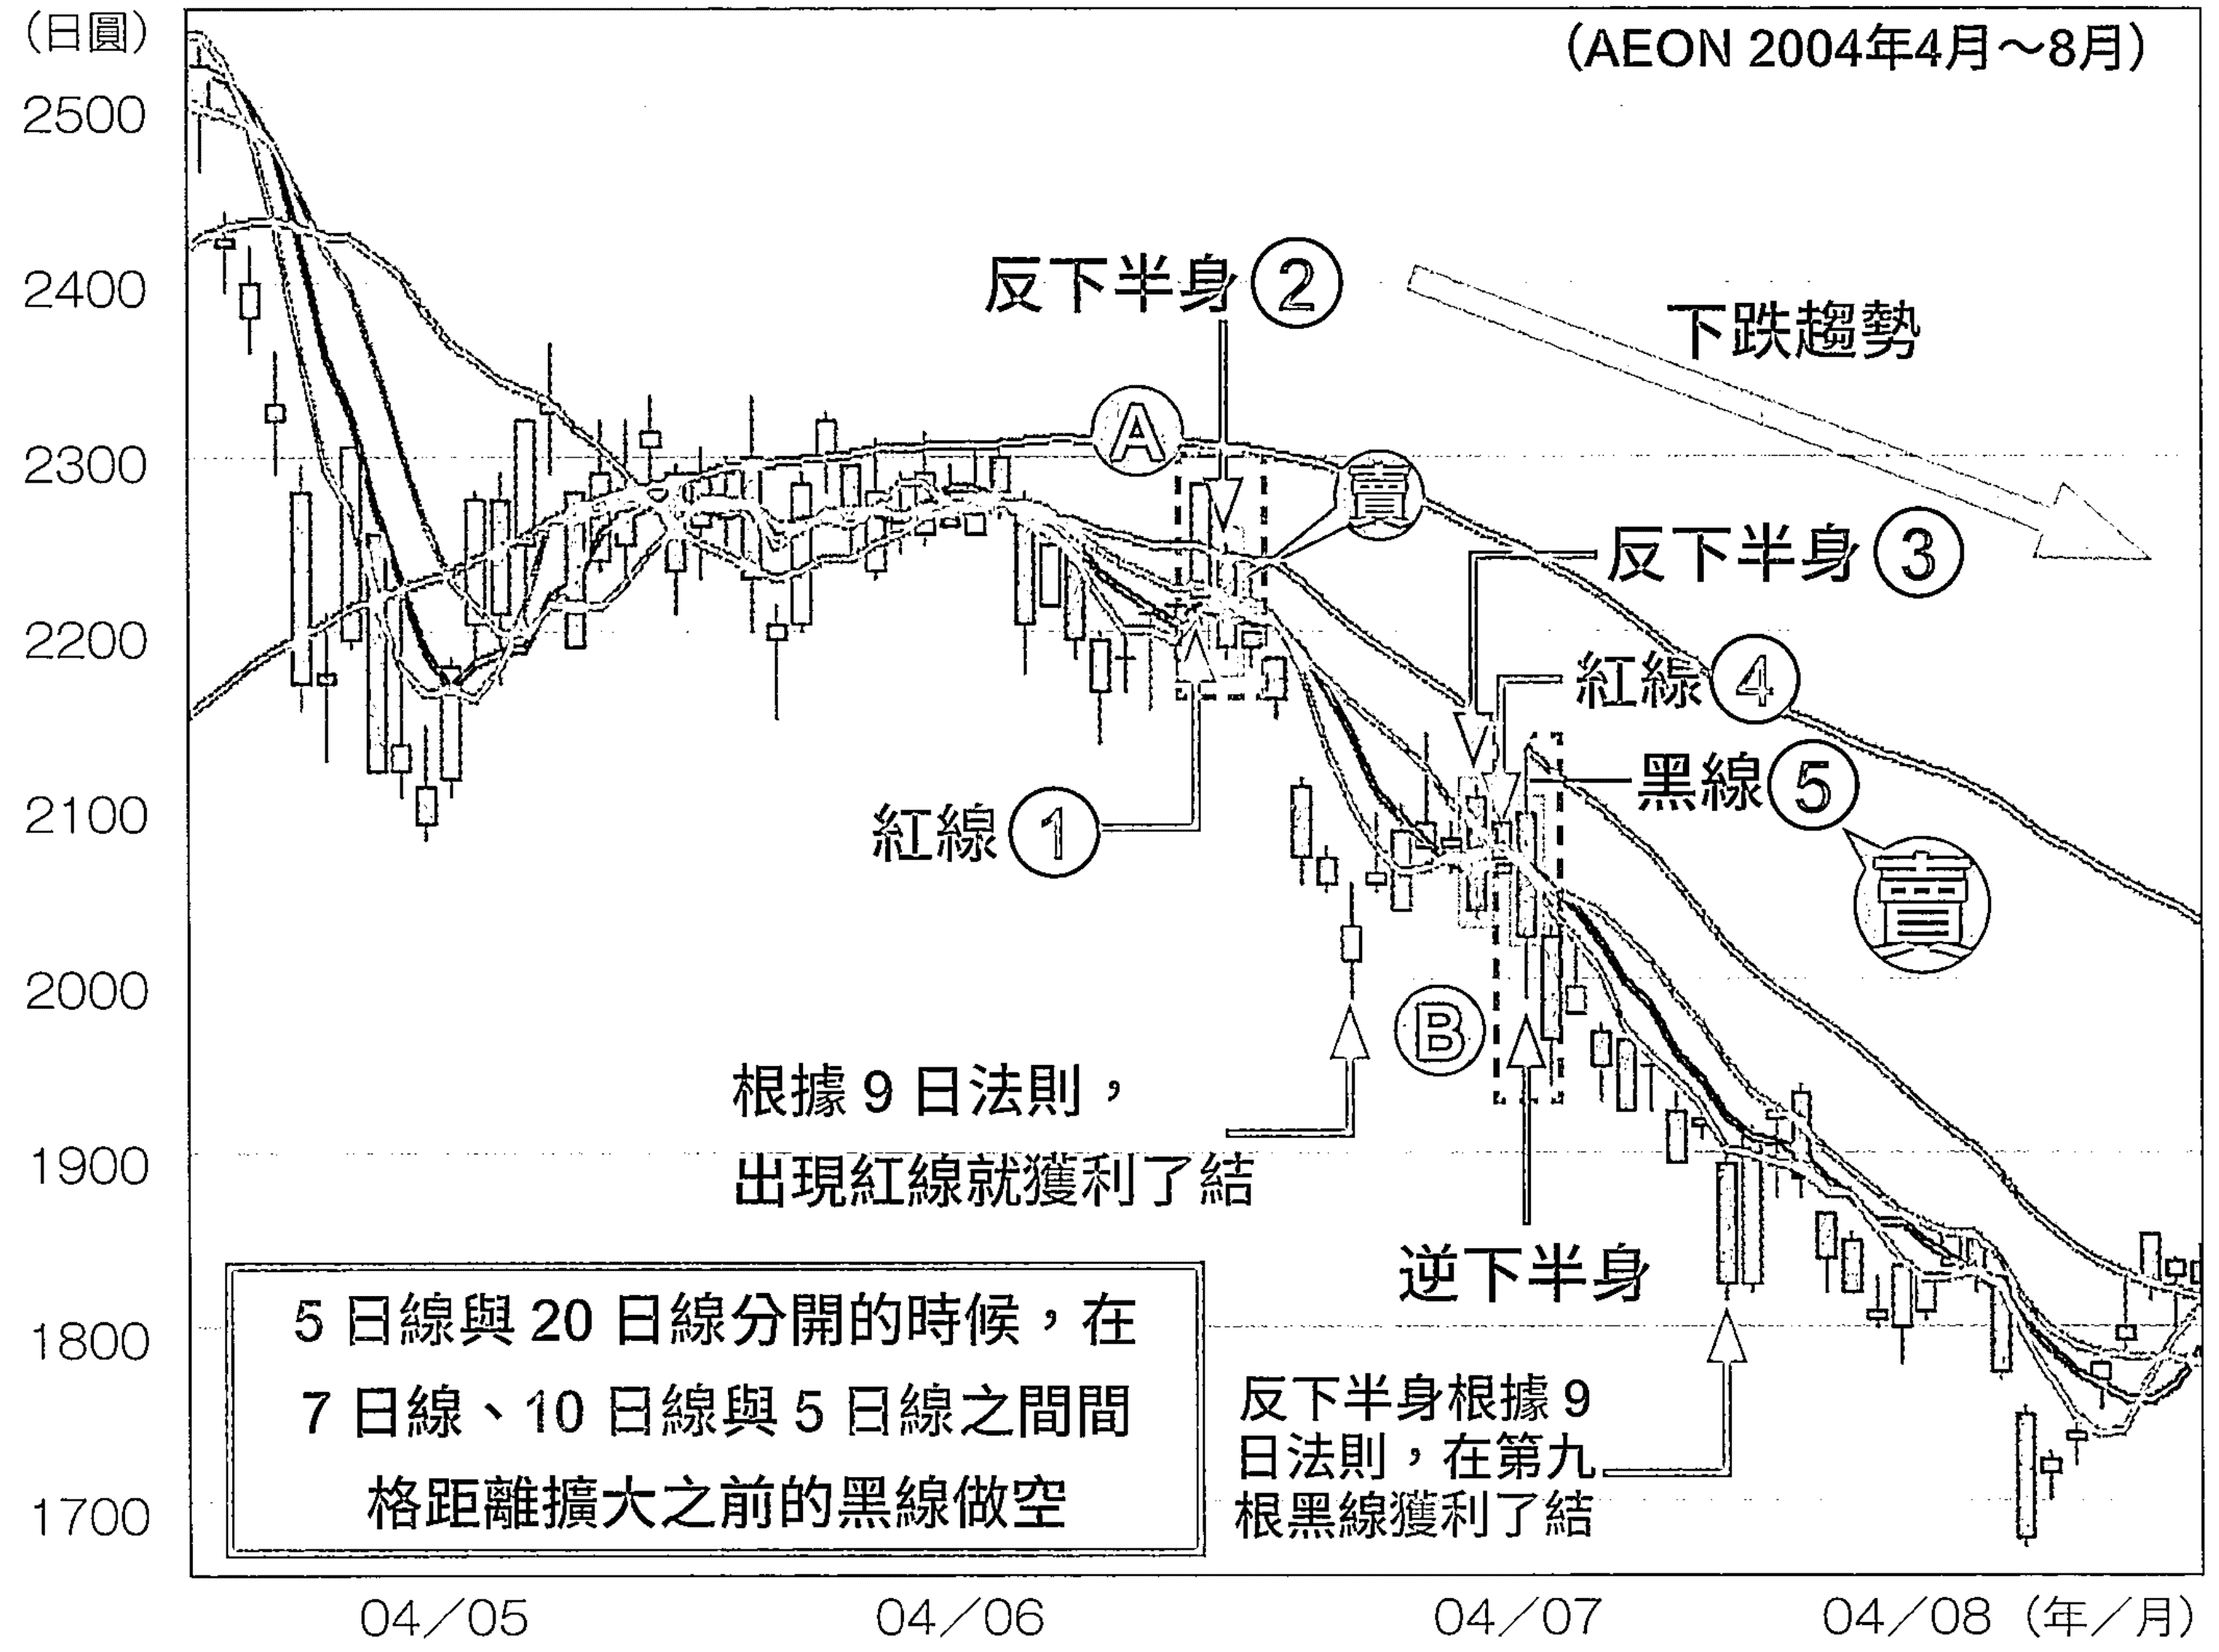 (日圓)
(AEON 2004年4月～8月)
2500
2400
2300
2200
2100
2000
1900
1800
1700
反下半身②
下跌趨勢
A
賣
反下半身③
紅線④
黑線⑤
賣
紅線①
B
根據 9 日法則，
出現紅線就獲利了結
逆下半身
5 日線與 20 日線分開的時候，在
7 日線、10 日線與 5 日線之間間
格距離擴大之前的黑線做空
反下半身根據 9
日法則，在第九
根黑線獲利了結
04／05
04／06
04／07
04／08
(年／月)